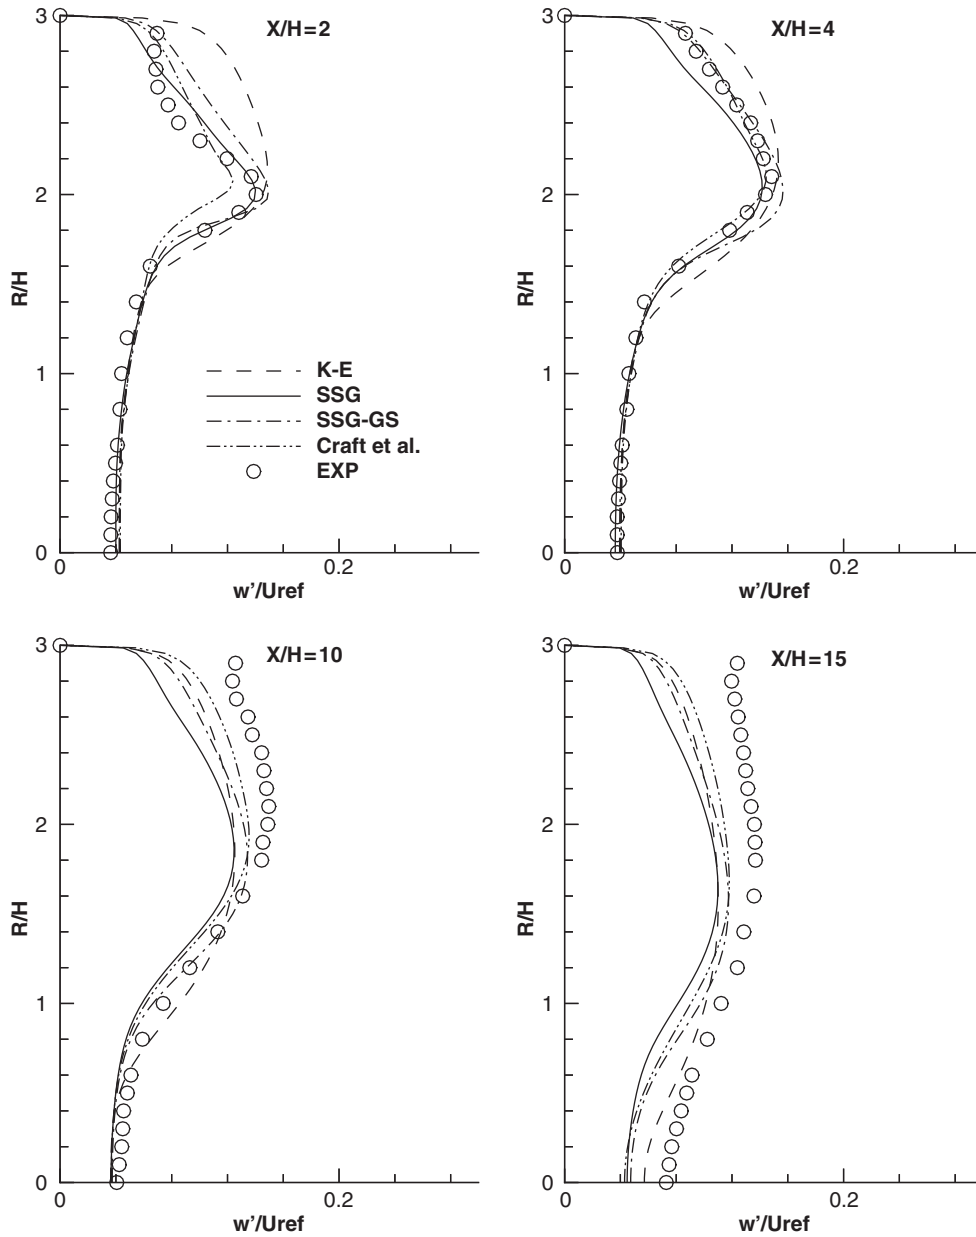 X/H=2
3
2
1
0
R/H
K-E
SSG
SSG-GS
Craft et al.
EXP
0
0.2
w'/Uref
X/H=4
3
2
1
0
R/H
0
0.2
w'/Uref
X/H=10
3
2
1
0
R/H
0
0.2
w'/Uref
X/H=15
3
2
1
0
R/H
0
0.2
w'/Uref